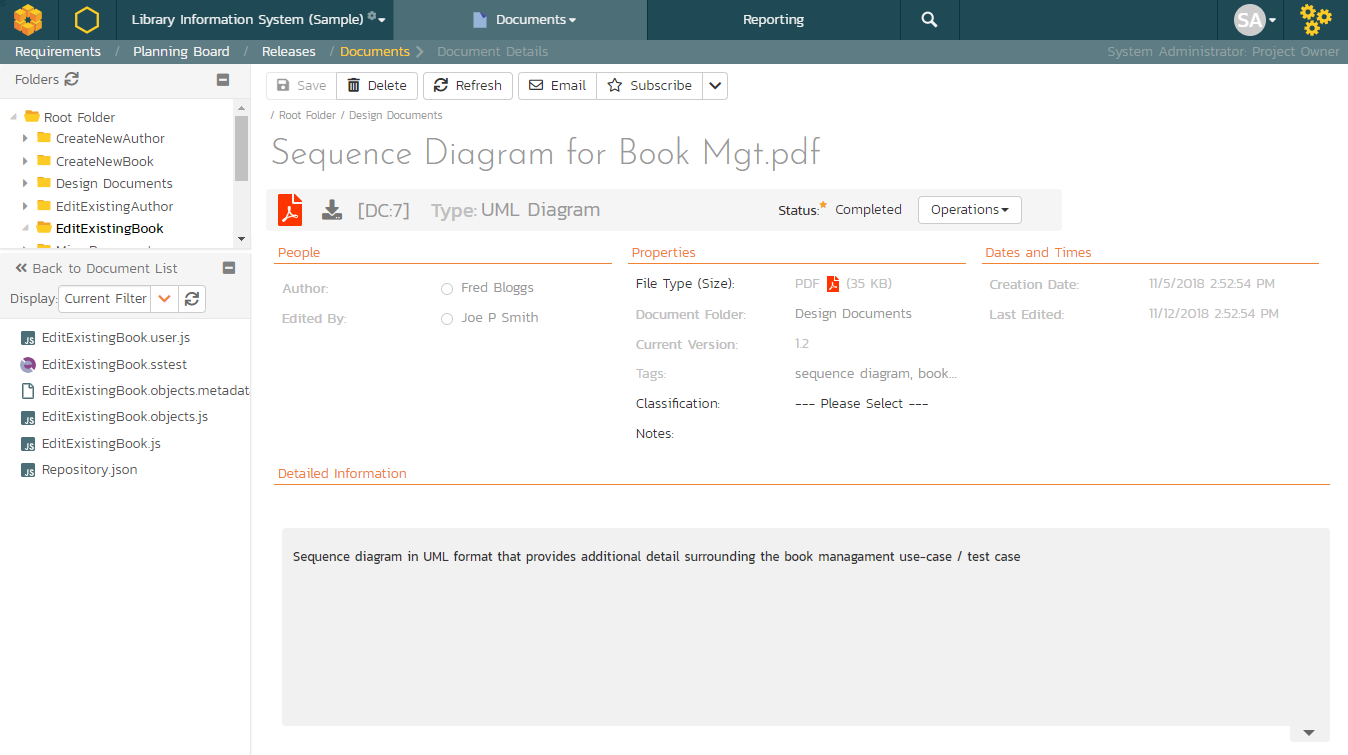 Library Information System (Sample) Documents Reporting SA
Requirements / Planning Board / Releases / Documents Document Details System Administrator: Project Owner
Folders
Root Folder
CreateNewAuthor
CreateNewBook
Design Documents
EditExistingAuthor
EditExistingBook
Back to Document List
Display: Current Filter
EditExistingBook.user.js
EditExistingBook.sstest
EditExistingBook.objects.metadat
EditExistingBook.objects.js
EditExistingBook.js
Repository.json
Save Delete Refresh Email Subscribe
/ Root Folder / Design Documents
Sequence Diagram for Book Mgt.pdf
[DC:7] Type: UML Diagram Status:* Completed Operations
People
Author: Fred Bloggs
Edited By: Joe P Smith
Properties
File Type (Size): PDF (35 KB)
Document Folder: Design Documents
Current Version: 1.2
Tags: sequence diagram, book...
Classification: --- Please Select ---
Notes:
Dates and Times
Creation Date: 11/5/2018 2:52:54 PM
Last Edited: 11/12/2018 2:52:54 PM
Detailed Information
Sequence diagram in UML format that provides additional detail surrounding the book managament use-case / test case